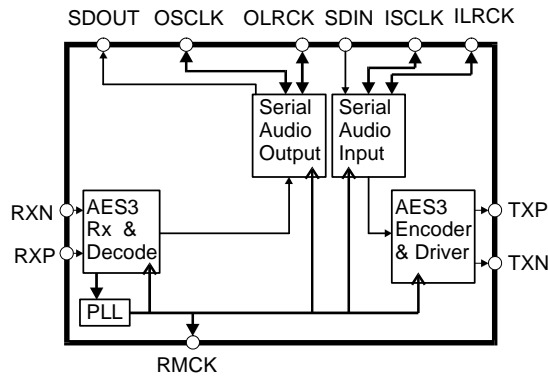 SDOUT OSCLK OLRCK SDIN ISCLK ILRCK
Serial
Audio
Output
Serial
Audio
Input
RXN
RXP
AES3
Rx &
Decode
AES3
Encoder
& Driver
TXP
TXN
PLL
RMCK